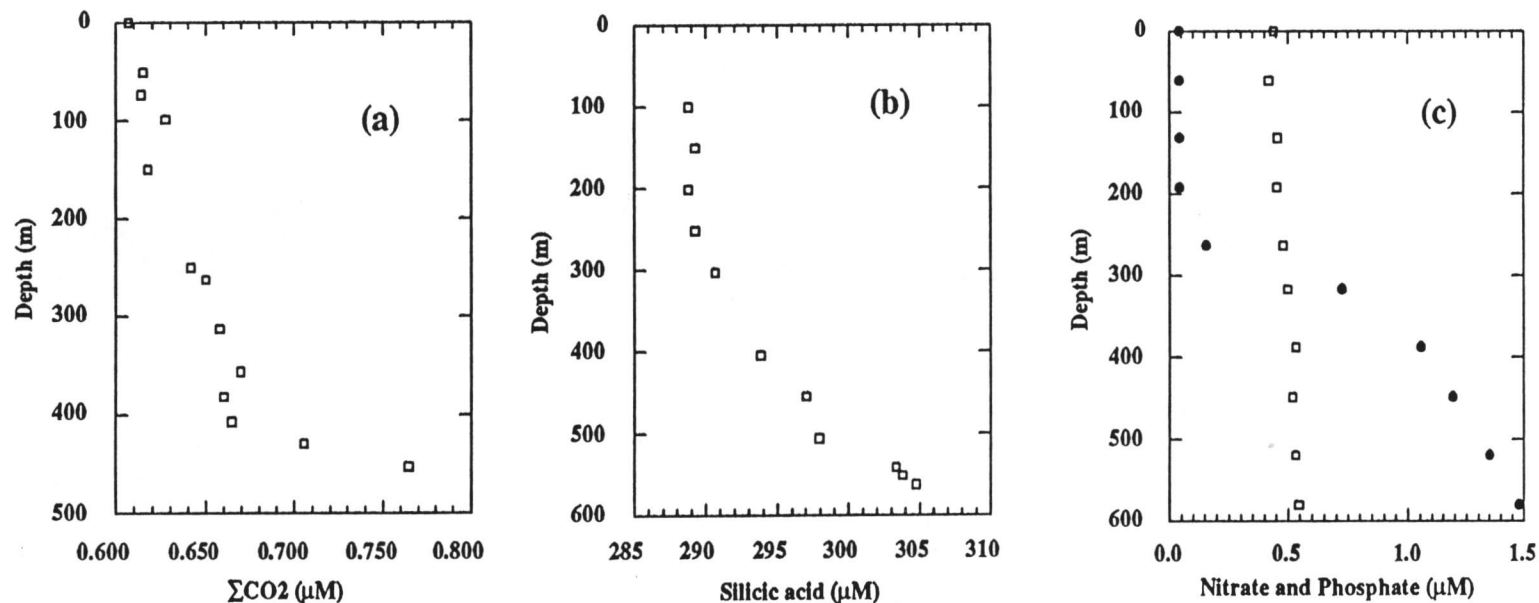 0
100
200
300
400
500
Depth (m)
(a)
0.600 0.650 0.700 0.750 0.800
∑CO2 (µM)
0
100
200
300
400
500
600
Depth (m)
(b)
285 290 295 300 305 310
Silicic acid (µM)
0
100
200
300
400
500
600
Depth (m)
(c)
0.0 0.5 1.0 1.5
Nitrate and Phosphate (µM)